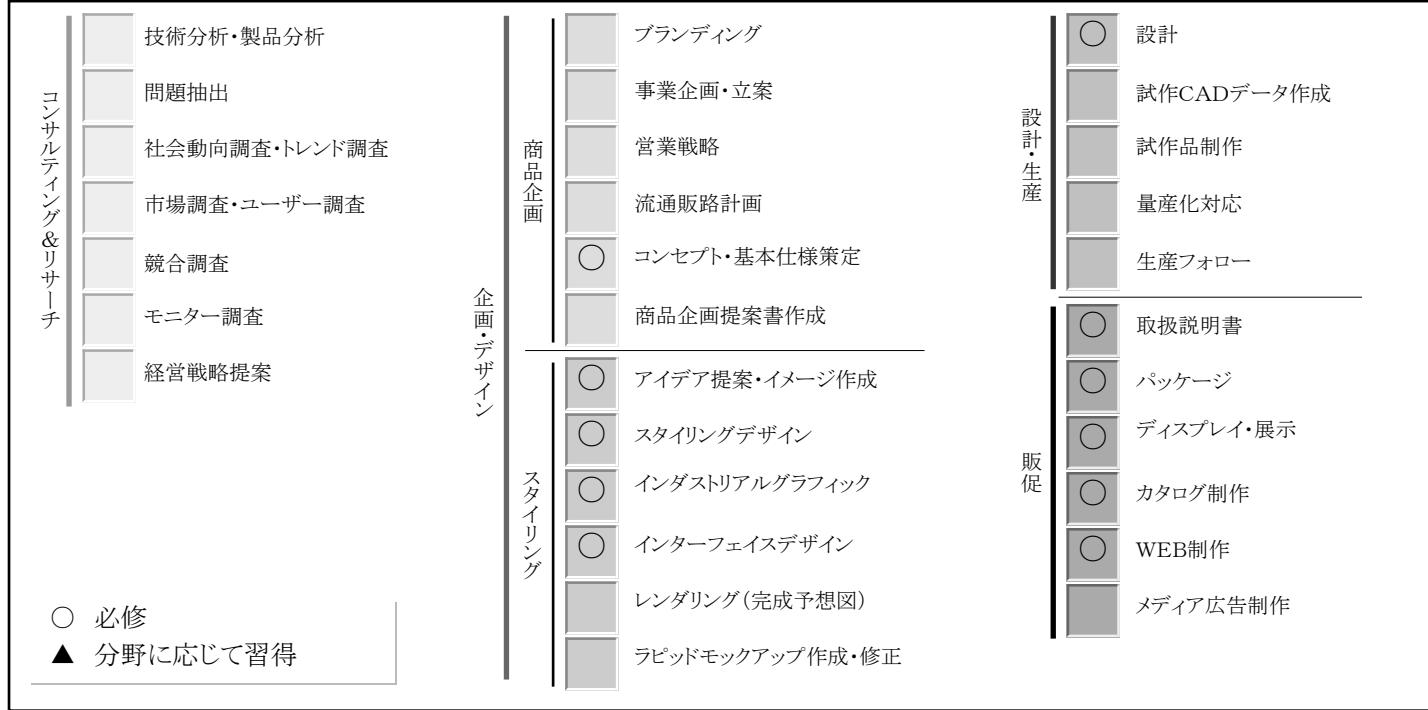 コンサルティング&リサーチ
技術分析・製品分析
問題抽出
社会動向調査・トレンド調査
市場調査・ユーザー調査
競合調査
モニター調査
経営戦略提案
○ 必修
▲ 分野に応じて習得
企画・デザイン
商品企画
ブランディング
事業企画・立案
営業戦略
流通販路計画
○ コンセプト・基本仕様策定
商品企画提案書作成
スタイリング
○ アイデア提案・イメージ作成
○ スタイリングデザイン
○ インダストリアルグラフィック
○ インターフェイスデザイン
レンダリング(完成予想図)
ラピッドモックアップ作成・修正
設計・生産
○ 設計
試作CADデータ作成
試作品制作
量産化対応
生産フォロー
販促
○ 取扱説明書
○ パッケージ
○ ディスプレイ・展示
○ カタログ制作
○ WEB制作
メディア広告制作